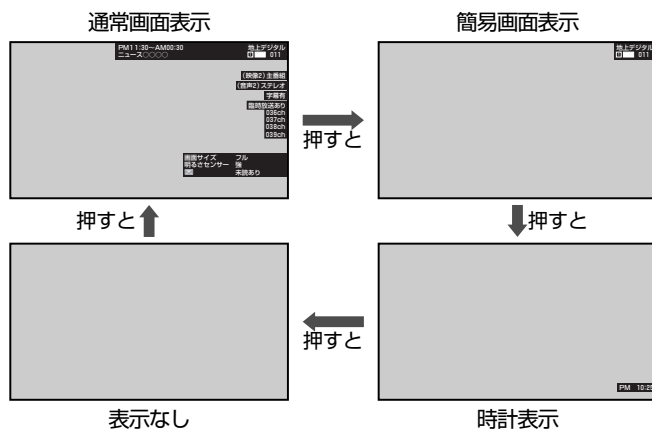 通常画面表示
PM11:30~AM00:30 地上デジタル
ニュース○○○○ 011
(映像2)主番組
(音声2)ステレオ
字幕有
臨時放送あり
036ch
037ch
038ch
039ch
画面サイズ フル
明るさセンサー 強
未読あり
押すと
簡易画面表示
地上デジタル
011
押すと
時計表示
PM 10:25
押すと
表示なし
押すと